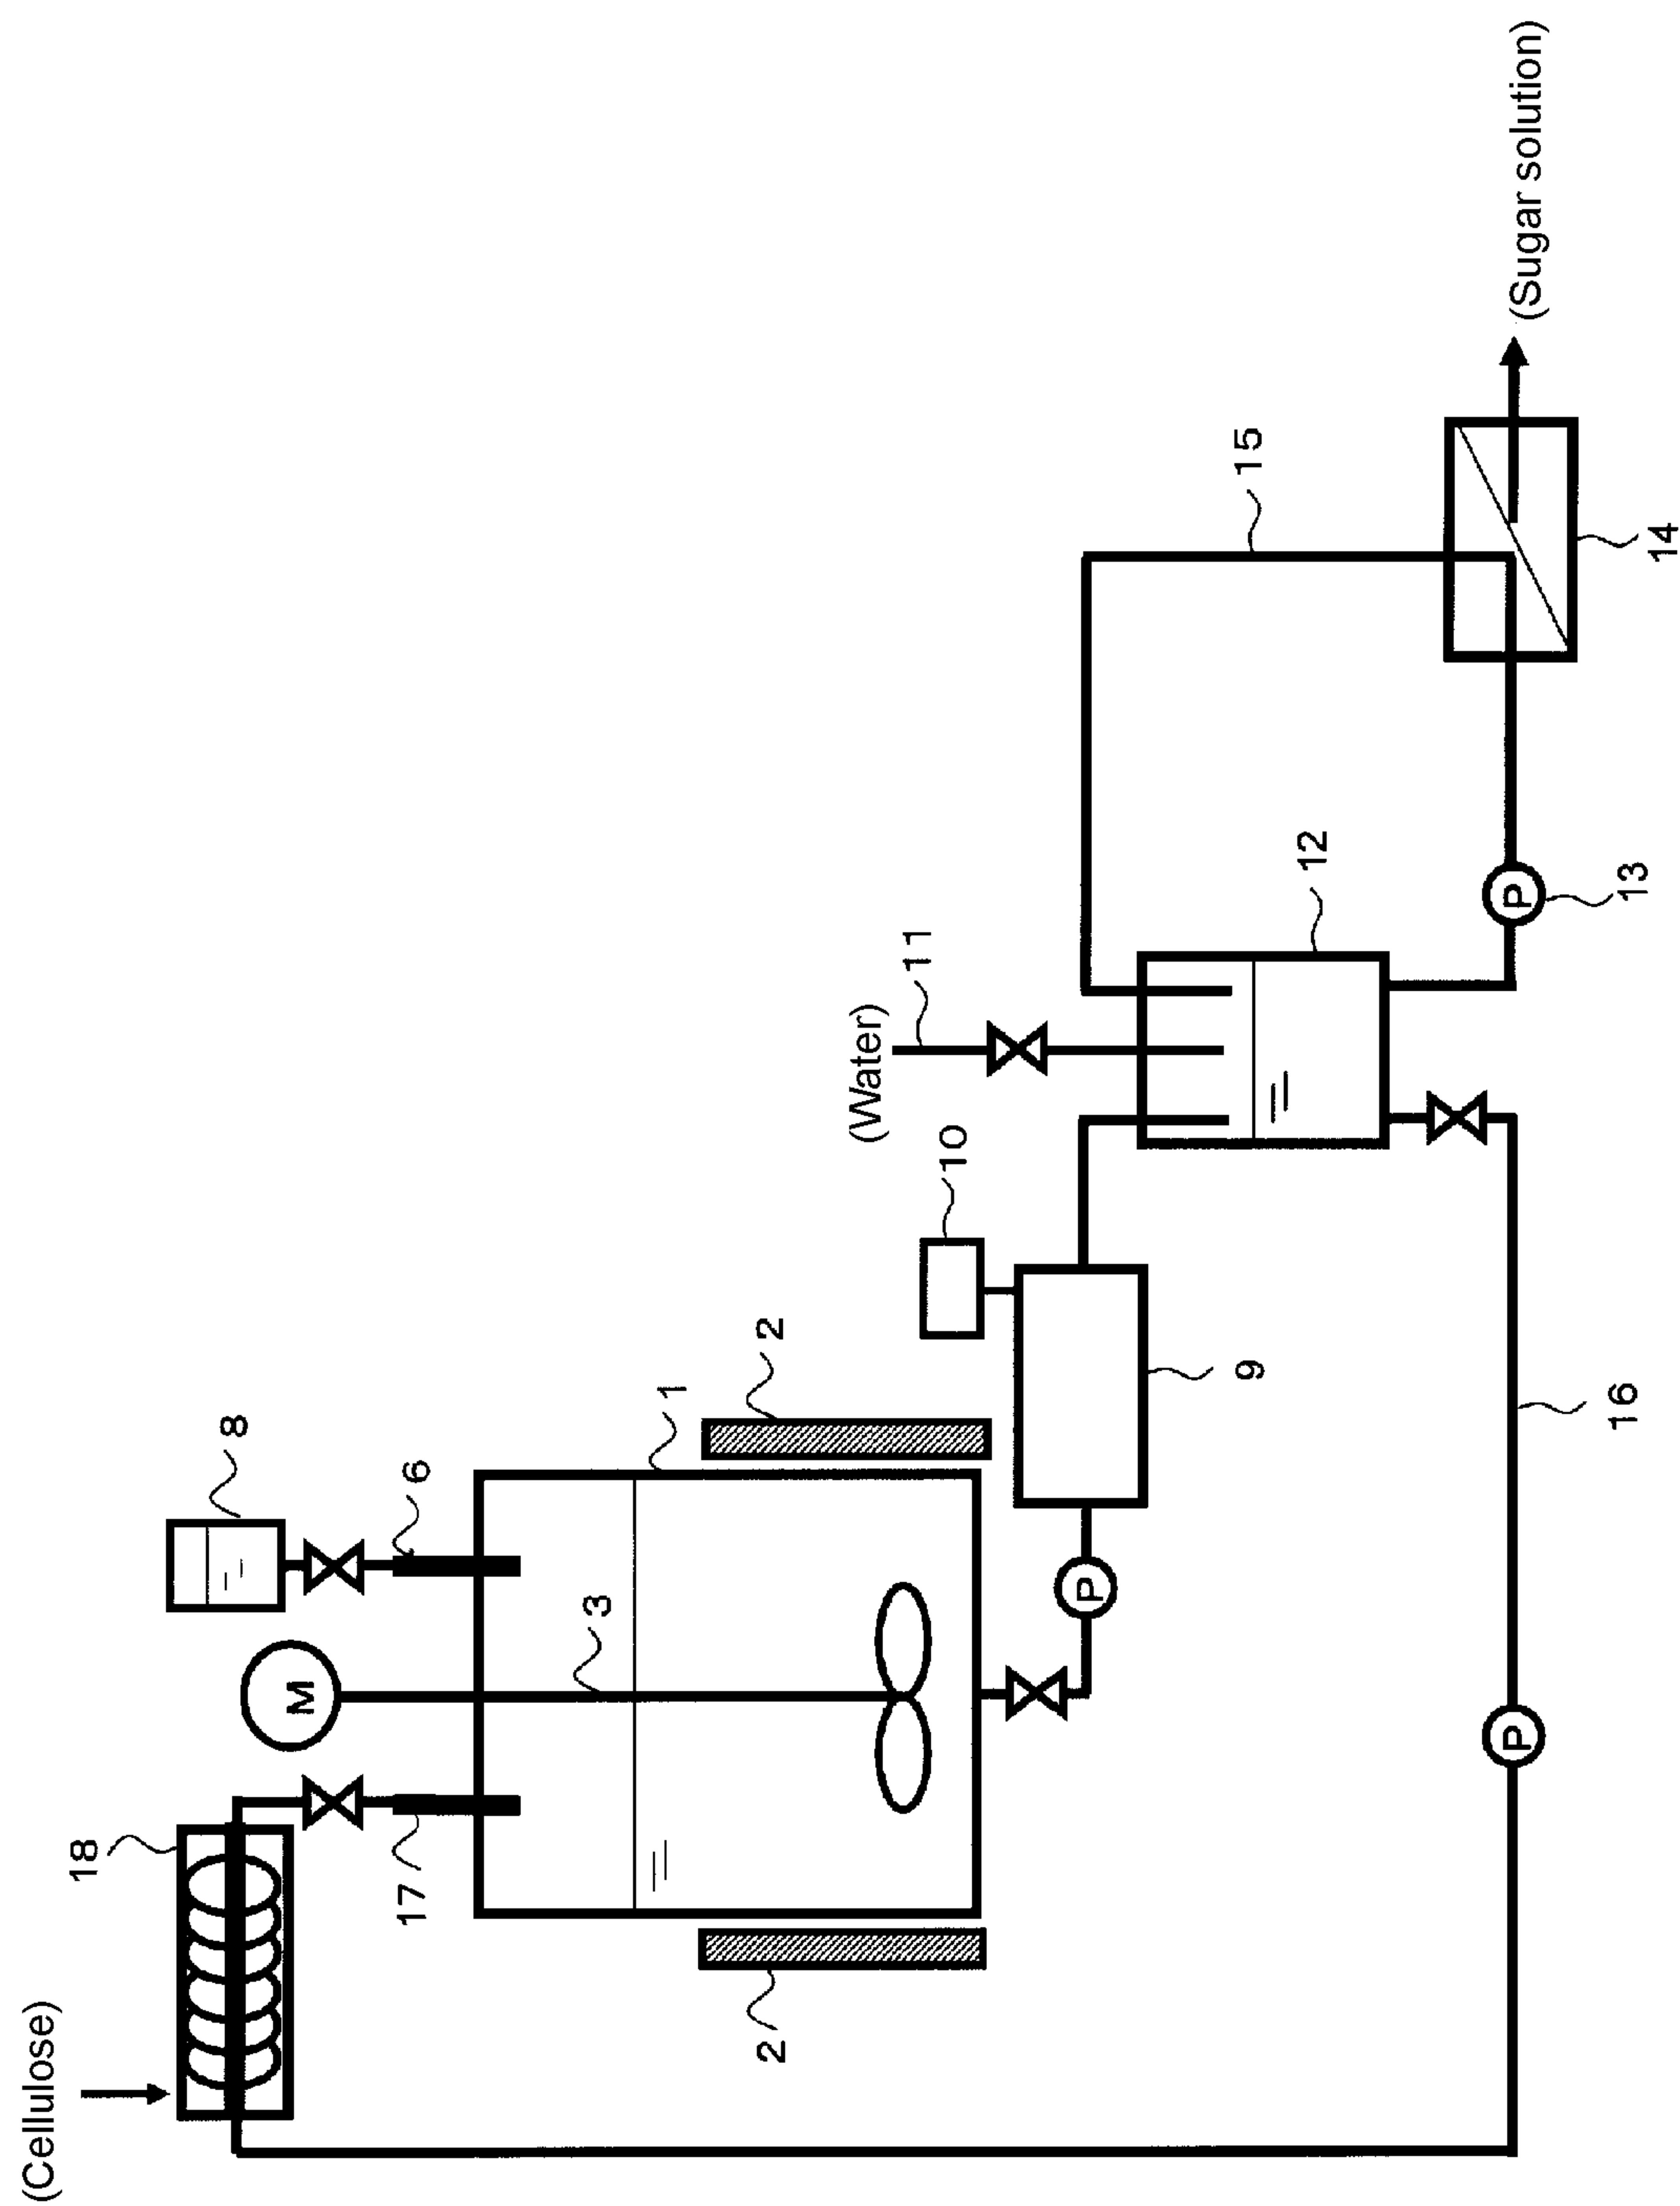 (Cellulose)
18
17
M
8
6
3
1
2
2
P
9
10
(Water)
11
12
15
P
13
14
(Sugar solution)
P
16